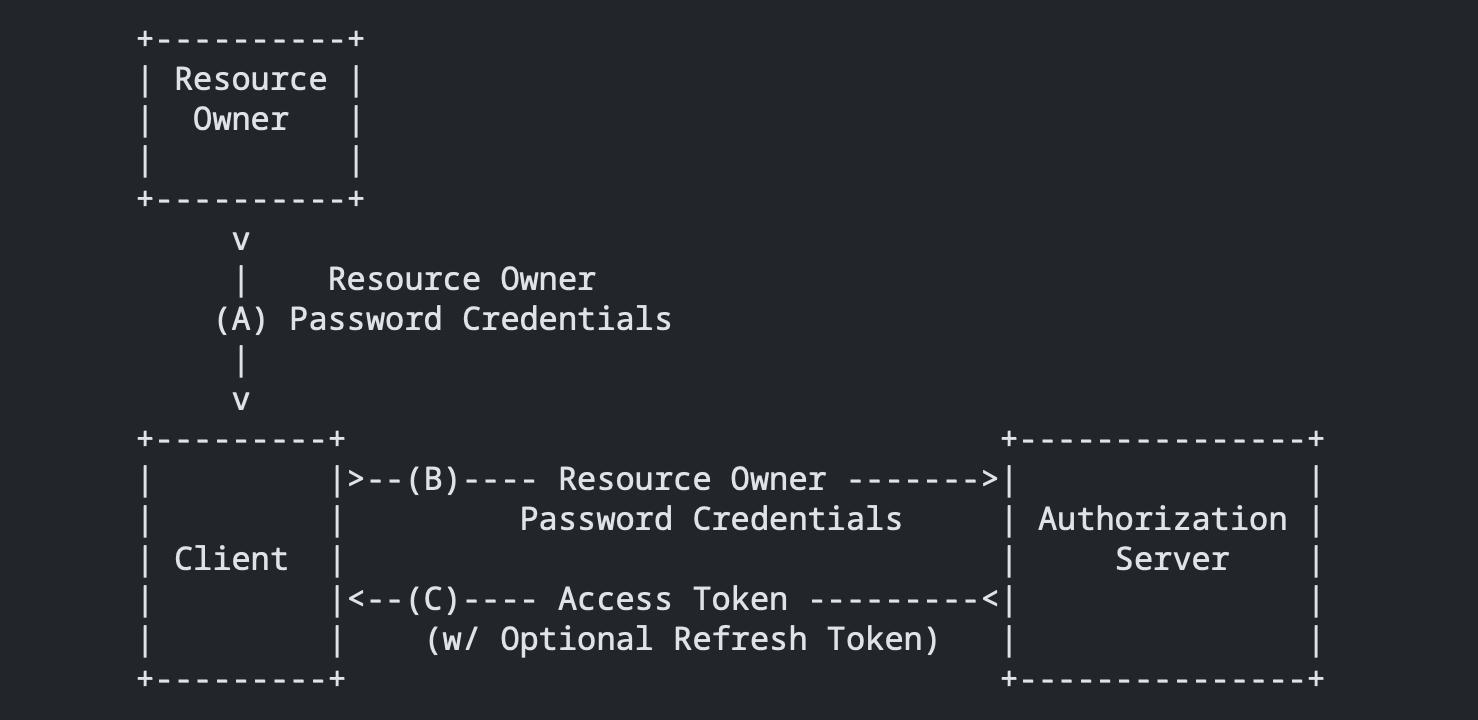 +----------+
| Resource |
|  Owner   |
|          |
+----------+
     v
     |    Resource Owner
    (A) Password Credentials
     |
     v
+---------+                                  +---------------+
|         |>--(B)---- Resource Owner ------->|               |
|         |         Password Credentials     | Authorization |
| Client  |                                  |     Server    |
|         |<--(C)---- Access Token ---------<|               |
|         |    (w/ Optional Refresh Token)   |               |
+---------+                                  +---------------+